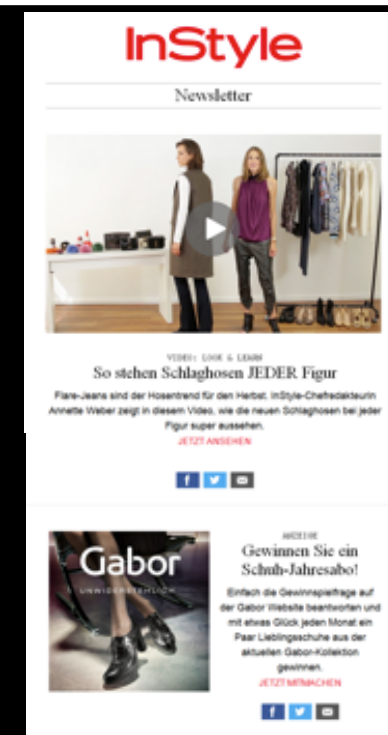 InStyle
Newsletter
VIDEO: LOOK & LEARN
So stehen Schlaghosen JEDER Figur
Flare-Jeans sind der Hosentrend für den Herbst. InStyle-Chefredakteurin
Annette Weber zeigt in diesem Video, wie die neuen Schlaghosen bei jeder
Figur super aussehen.
JETZT ANSEHEN
f
Gabor
UNWIDERSTEHLICH
ANZEIGE
Gewinnen Sie ein
Schuh-Jahresabo!
Einfach die Gewinnspielfrage auf
der Gabor Website beantworten und
mit etwas Glück jeden Monat ein
Paar Lieblingsschuhe aus der
aktuellen Gabor-Kollektion
gewinnen.
JETZT MITMACHEN
f